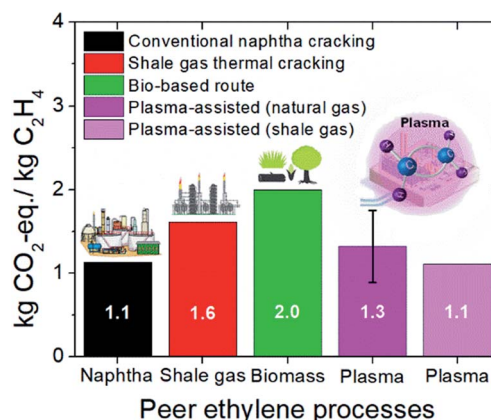 Conventional naphtha cracking
Shale gas thermal cracking
Bio-based route
Plasma-assisted (natural gas)
Plasma-assisted (shale gas)
Plasma
kg CO₂-eq./ kg C₂H₄
4
3
2
1
0
1.1
1.6
2.0
1.3
1.1
Naphtha Shale gas Biomass Plasma Plasma
Peer ethylene processes